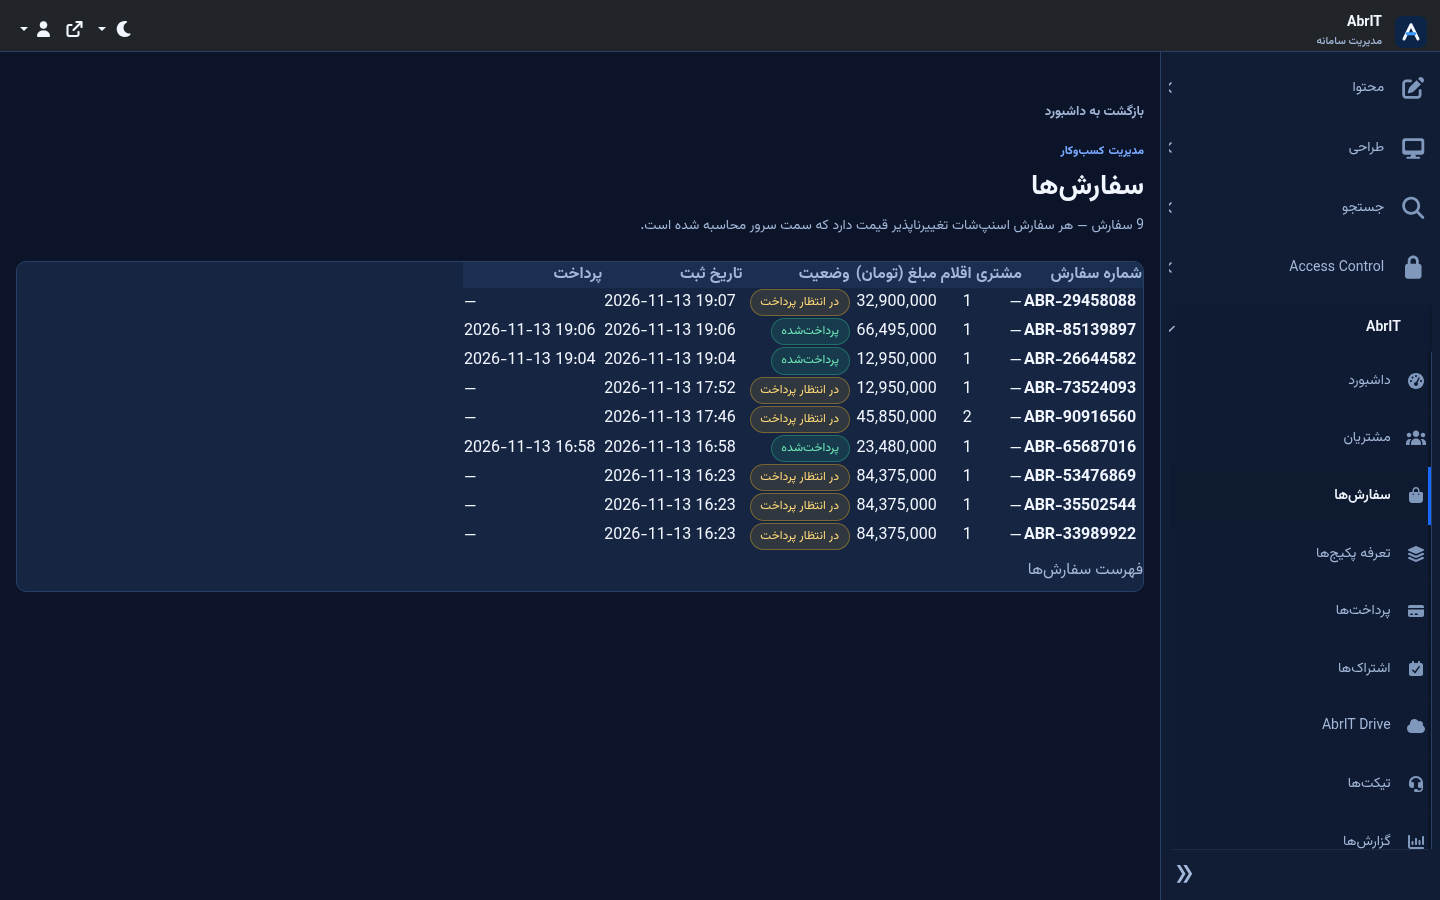 AbrIT
مدیریت سامانه
محتوا
طراحی
جستجو
Access Control
AbrIT
داشبورد
مشتریان
سفارش‌ها
تعرفه پکیج‌ها
پرداخت‌ها
اشتراک‌ها
AbrIT Drive
تیکت‌ها
گزارش‌ها
بازگشت به داشبورد
مدیریت کسب‌وکار
سفارش‌ها
9 سفارش — هر سفارش اسنپ‌شات تغییرناپذیر قیمت دارد که سمت سرور محاسبه شده است.
شماره سفارش مشتری اقلام مبلغ (تومان) وضعیت تاریخ ثبت پرداخت
ABR-29458088 — 1 32,900,000 در انتظار پرداخت 2026-11-13 19:07 —
ABR-85139897 — 1 66,495,000 پرداخت‌شده 2026-11-13 19:06 2026-11-13 19:06
ABR-26644582 — 1 12,950,000 پرداخت‌شده 2026-11-13 19:04 2026-11-13 19:04
ABR-73524093 — 1 12,950,000 در انتظار پرداخت 2026-11-13 17:52 —
ABR-90916560 — 2 45,850,000 در انتظار پرداخت 2026-11-13 17:46 —
ABR-65687016 — 1 23,480,000 پرداخت‌شده 2026-11-13 16:58 2026-11-13 16:58
ABR-53476869 — 1 84,375,000 در انتظار پرداخت 2026-11-13 16:23 —
ABR-35502544 — 1 84,375,000 در انتظار پرداخت 2026-11-13 16:23 —
ABR-33989922 — 1 84,375,000 در انتظار پرداخت 2026-11-13 16:23 —
فهرست سفارش‌ها